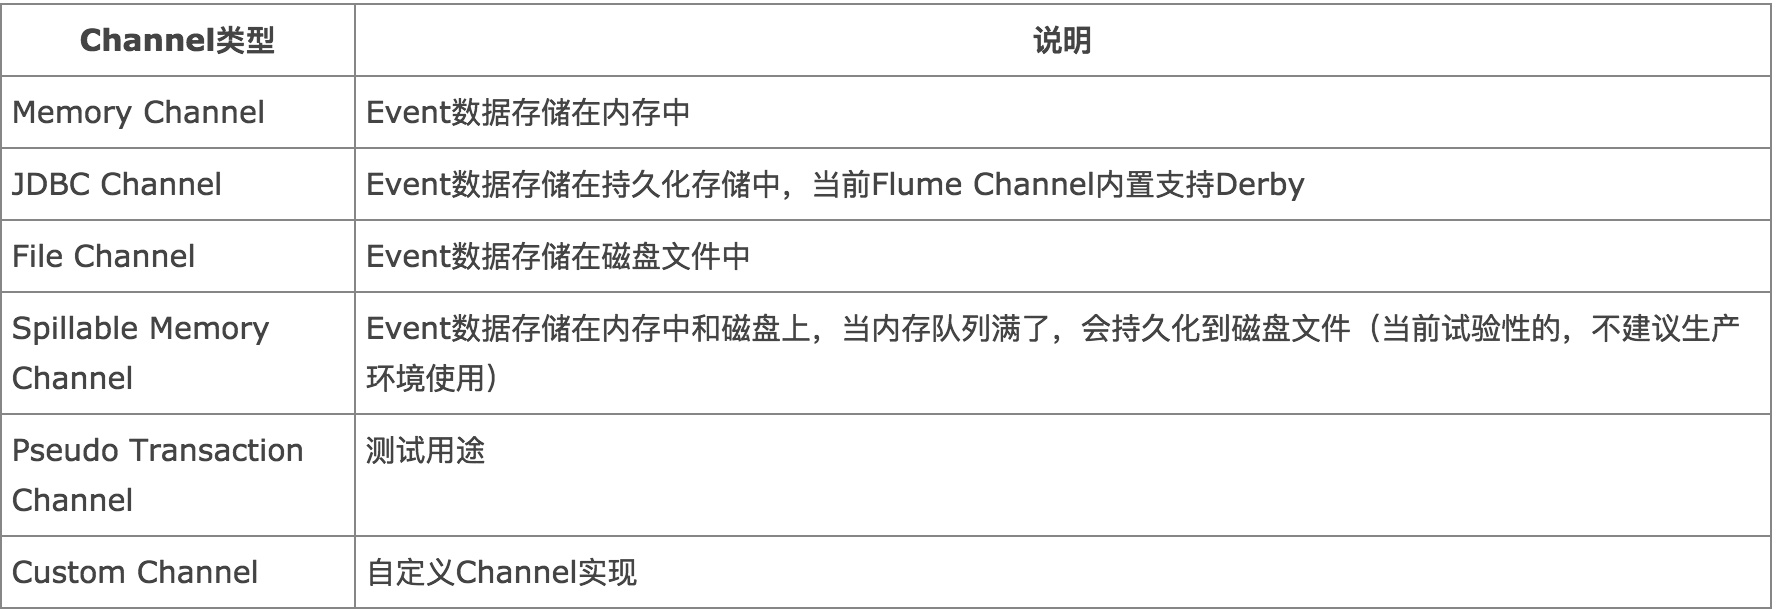 Channel类型 说明
Memory Channel Event数据存储在内存中
JDBC Channel Event数据存储在持久化存储中，当前Flume Channel内置支持Derby
File Channel Event数据存储在磁盘文件中
Spillable Memory Event数据存储在内存中和磁盘上，当内存队列满了，会持久化到磁盘文件（当前试验性的，不建议生产
Channel 环境使用）
Pseudo Transaction 测试用途
Channel
Custom Channel 自定义Channel实现